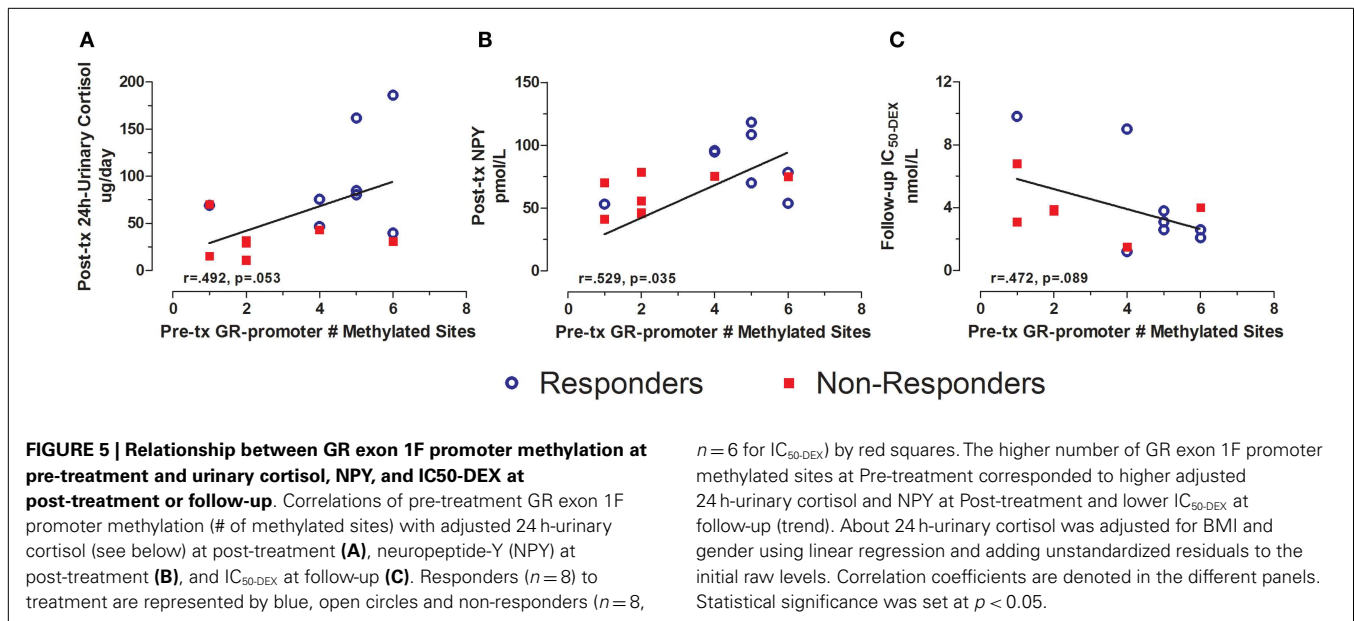 A
B
C
Post-tx 24h-Urinary Cortisol
ug/day
200
150
100
50
0
r=.492, p=.053
0 2 4 6 8
Pre-tx GR-promoter # Methylated Sites
Post-tx NPY
pmol/L
150
100
50
0
r=.529, p=.035
0 2 4 6 8
Pre-tx GR-promoter # Methylated Sites
Follow-up IC50-DEX
nmol/L
12
8
4
0
r=.472, p=.089
0 2 4 6 8
Pre-tx GR-promoter # Methylated Sites
Responders
Non-Responders
FIGURE 5 | Relationship between GR exon 1F promoter methylation at
pre-treatment and urinary cortisol, NPY, and IC50-DEX at
post-treatment or follow-up. Correlations of pre-treatment GR exon 1F
promoter methylation (# of methylated sites) with adjusted 24 h-urinary
cortisol (see below) at post-treatment (A), neuropeptide-Y (NPY) at
post-treatment (B), and IC50-DEX at follow-up (C). Responders (n = 8) to
treatment are represented by blue, open circles and non-responders (n = 8,
n = 6 for IC50-DEX) by red squares. The higher number of GR exon 1F promoter
methylated sites at Pre-treatment corresponded to higher adjusted
24 h-urinary cortisol and NPY at Post-treatment and lower IC50-DEX at
follow-up (trend). About 24 h-urinary cortisol was adjusted for BMI and
gender using linear regression and adding unstandardized residuals to the
initial raw levels. Correlation coefficients are denoted in the different panels.
Statistical significance was set at p < 0.05.